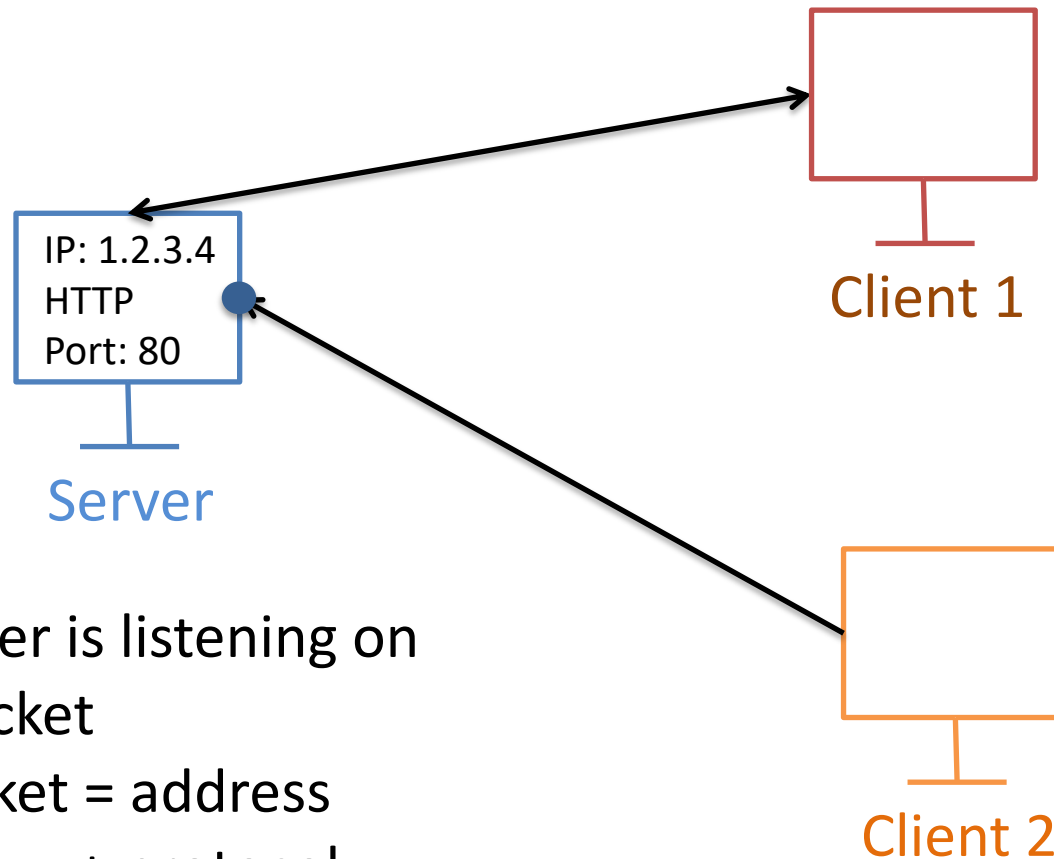 IP: 1.2.3.4
HTTP
Port: 80
Client 1
Server
er is listening on
cket
ket = address
Client 2